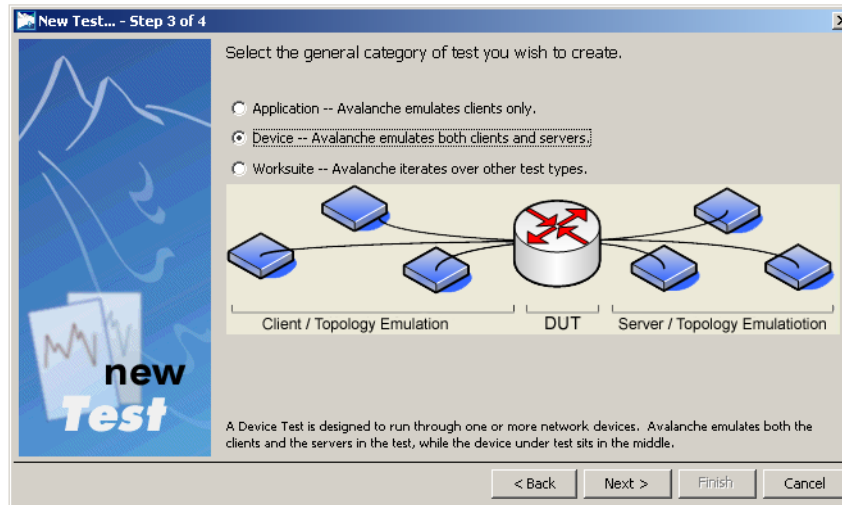 New Test... - Step 3 of 4
Select the general category of test you wish to create.
Application -- Avalanche emulates clients only.
Device -- Avalanche emulates both clients and servers.
Worksuite -- Avalanche iterates over other test types.
Client / Topology Emulation
DUT
Server / Topology Emulatiotion
new
Test
A Device Test is designed to run through one or more network devices. Avalanche emulates both the
clients and the servers in the test, while the device under test sits in the middle.
< Back
Next >
Finish
Cancel